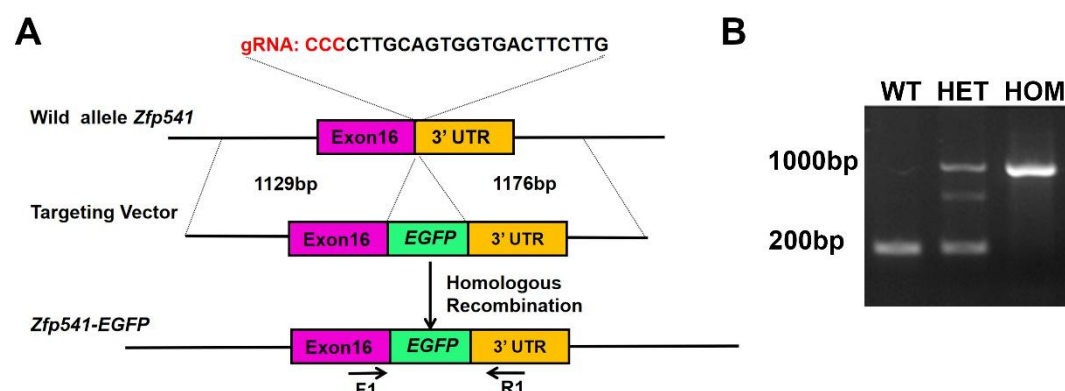 A
gRNA: CCCCTTGCAGTGGTGACTTCTTG
Wild allele Zfp541
Exon16 3' UTR
1129bp 1176bp
Targeting Vector
Exon16 EGFP 3' UTR
Homologous
Recombination
Zfp541-EGFP
Exon16 EGFP 3' UTR
F1 R1
B
WT HET HOM
1000bp
200bp